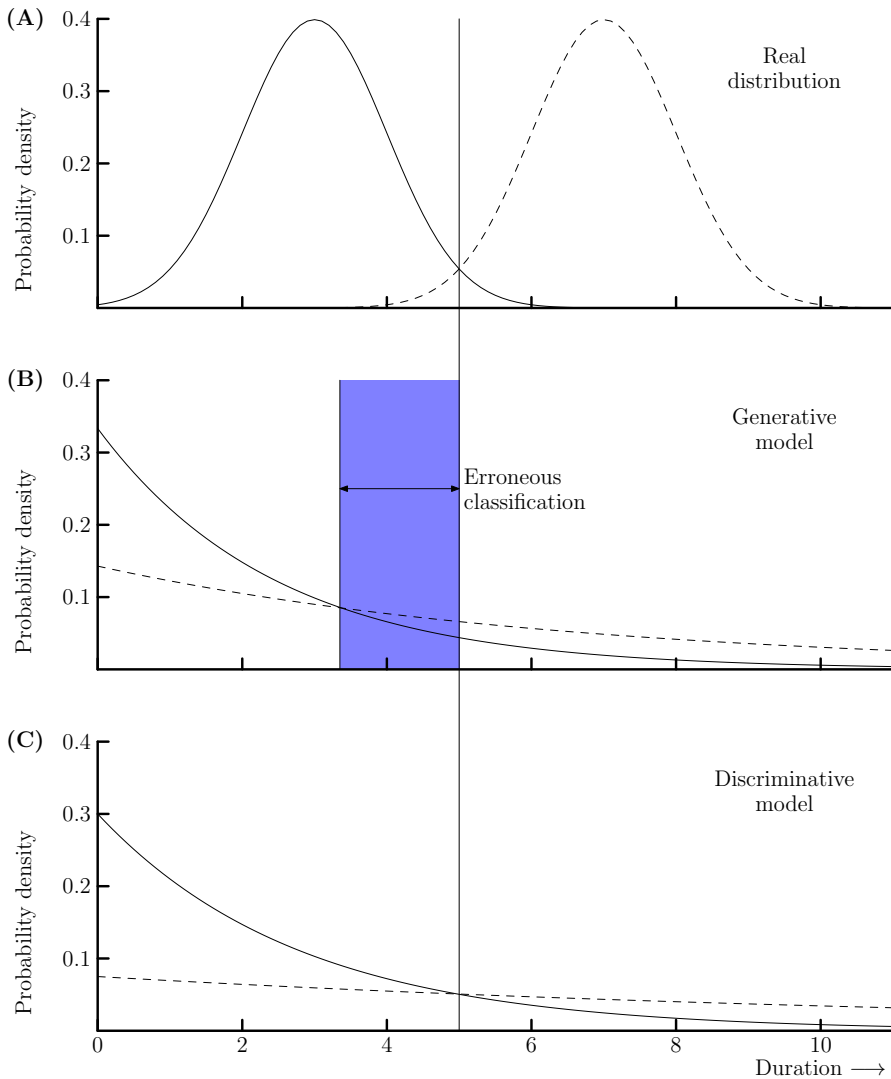 (A)
0.4
0.3
0.2
0.1
Probability density
Real
distribution
(B)
0.4
0.3
0.2
0.1
Probability density
Generative
model
Erroneous
classification
(C)
0.4
0.3
0.2
0.1
Probability density
Discriminative
model
0 2 4 6 8 10
Duration ⟶